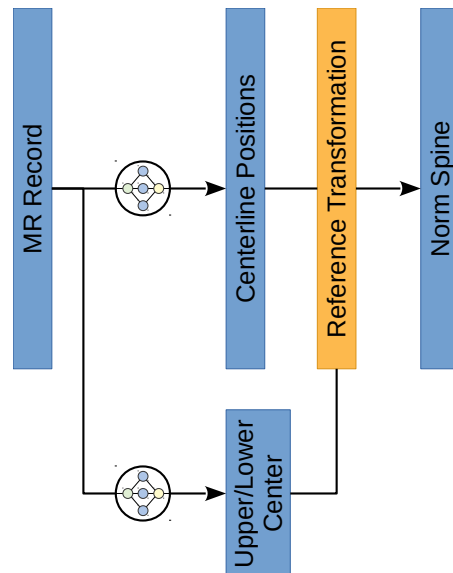 MR Record
Centerline Positions
Reference Transformation
Norm Spine
Upper/Lower
Center